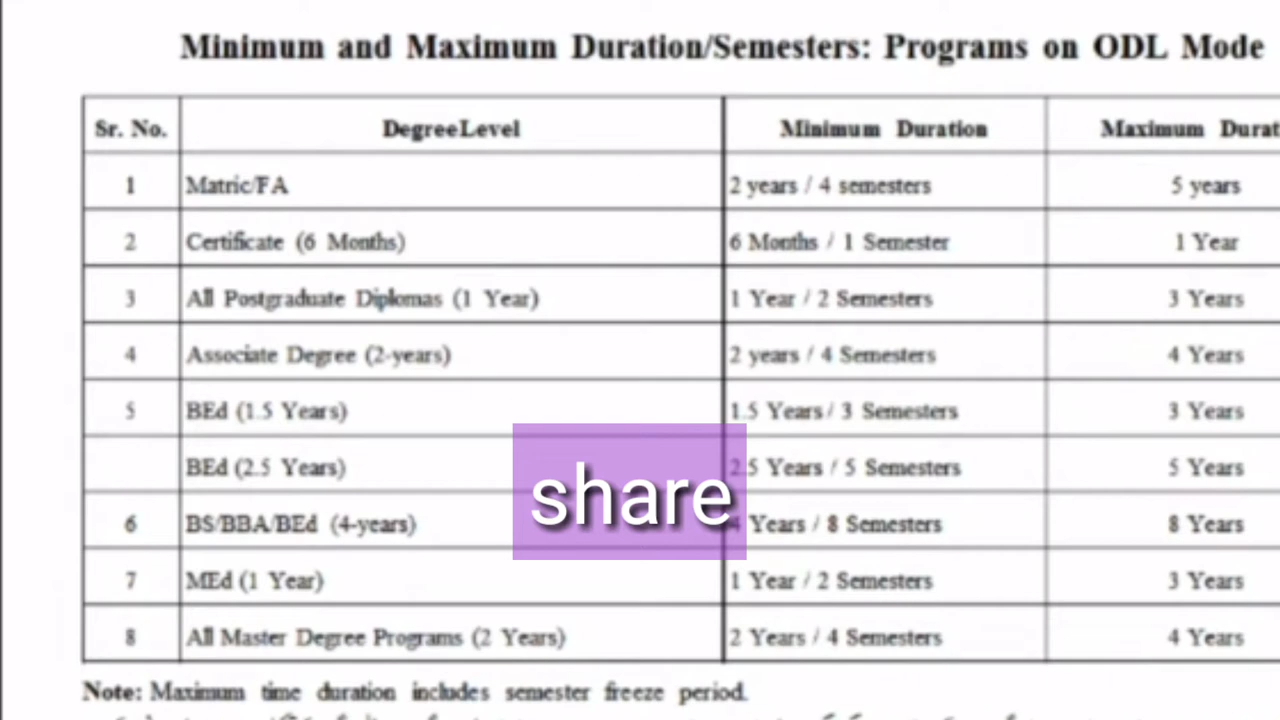 Minimum and Maximum Duration/Semesters: Programs on ODL Mode
Sr. No. DegreeLevel Minimum Duration Maximum Durat
1 Matric/FA 2 years / 4 semesters 5 years
2 Certificate (6 Months) 6 Months / 1 Semester 1 Year
3 All Postgraduate Diplomas (1 Year) 1 Year / 2 Semesters 3 Years
4 Associate Degree (2-years) 2 years / 4 Semesters 4 Years
5 BEd (1.5 Years) 1.5 Years / 3 Semesters 3 Years
BEd (2.5 Years) 2.5 Years / 5 Semesters 5 Years
share
6 BS/BBA/BEd (4-years) 4 Years / 8 Semesters 8 Years
7 MEd (1 Year) 1 Year / 2 Semesters 3 Years
8 All Master Degree Programs (2 Years) 2 Years / 4 Semesters 4 Years
Note: Maximum time duration includes semester freeze period.